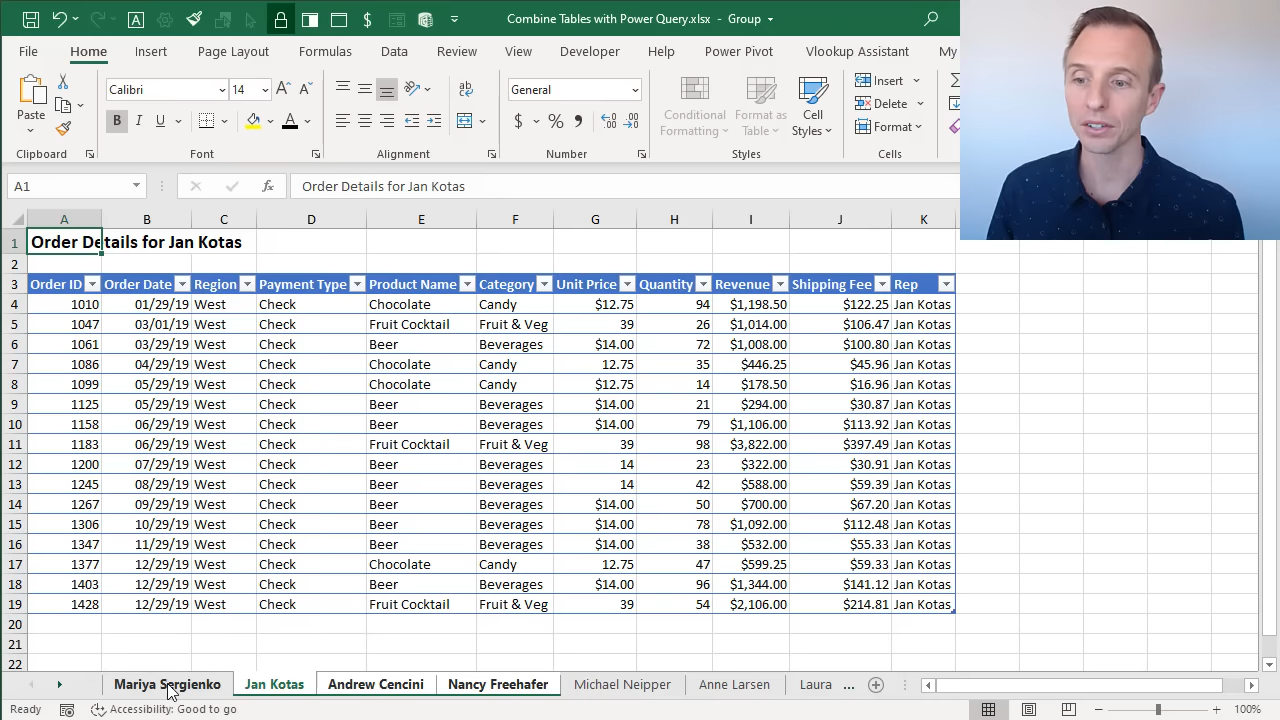 Combine Tables with Power Query.xlsx - Group
File Home Insert Page Layout Formulas Data Review View Developer Help Power Pivot Vlookup Assistant My
Paste
Clipboard
Calibri 14
B I U A
Font
ab
Alignment
General
$ % 9
Number
Conditional Formatting
Format as Table
Cell Styles
Styles
Insert
Delete
Format
Cells
A1 fx Order Details for Jan Kotas
A B C D E F G H I J K
1 Order Details for Jan Kotas
2
3 Order ID Order Date Region Payment Type Product Name Category Unit Price Quantity Revenue Shipping Fee Rep
4 1010 01/29/19 West Check Chocolate Candy $12.75 94 $1,198.50 $122.25 Jan Kotas
5 1047 03/01/19 West Check Fruit Cocktail Fruit & Veg 39 26 $1,014.00 $106.47 Jan Kotas
6 1061 03/29/19 West Check Beer Beverages $14.00 72 $1,008.00 $100.80 Jan Kotas
7 1086 04/29/19 West Check Chocolate Candy 12.75 35 $446.25 $45.96 Jan Kotas
8 1099 05/29/19 West Check Chocolate Candy $12.75 14 $178.50 $16.96 Jan Kotas
9 1125 05/29/19 West Check Beer Beverages $14.00 21 $294.00 $30.87 Jan Kotas
10 1158 06/29/19 West Check Beer Beverages $14.00 79 $1,106.00 $113.92 Jan Kotas
11 1183 06/29/19 West Check Fruit Cocktail Fruit & Veg 39 98 $3,822.00 $397.49 Jan Kotas
12 1200 07/29/19 West Check Beer Beverages 14 23 $322.00 $30.91 Jan Kotas
13 1245 08/29/19 West Check Beer Beverages 14 42 $588.00 $59.39 Jan Kotas
14 1267 09/29/19 West Check Beer Beverages $14.00 50 $700.00 $67.20 Jan Kotas
15 1306 10/29/19 West Check Beer Beverages $14.00 78 $1,092.00 $112.48 Jan Kotas
16 1347 11/29/19 West Check Beer Beverages $14.00 38 $532.00 $55.33 Jan Kotas
17 1377 12/29/19 West Check Chocolate Candy 12.75 47 $599.25 $59.33 Jan Kotas
18 1403 12/29/19 West Check Beer Beverages $14.00 96 $1,344.00 $141.12 Jan Kotas
19 1428 12/29/19 West Check Fruit Cocktail Fruit & Veg 39 54 $2,106.00 $214.81 Jan Kotas
20
21
22
Mariya Sergienko Jan Kotas Andrew Cencini Nancy Freehafer Michael Neipper Anne Larsen Laura ...
Ready Accessibility: Good to go 100%